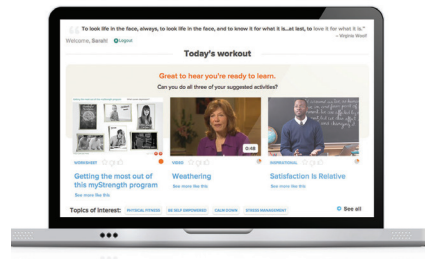 To look life in the face, always, to look life in the face, and to know it for what it is...at last, to love it for what it is."
~ Virginia Woolf
Welcome, Sarah! Logout
Today's workout
Great to hear you're ready to learn.
Can you do all three of your suggested activities?
0:48
WORKSHEET
VIDEO
INSPIRATIONAL
Getting the most out of this myStrength program
Weathering
Satisfaction Is Relative
See more like this
See more like this
See more like this
Topics of Interest: PHYSICAL FITNESS BE SELF EMPOWERED CALM DOWN STRESS MANAGEMENT
See all